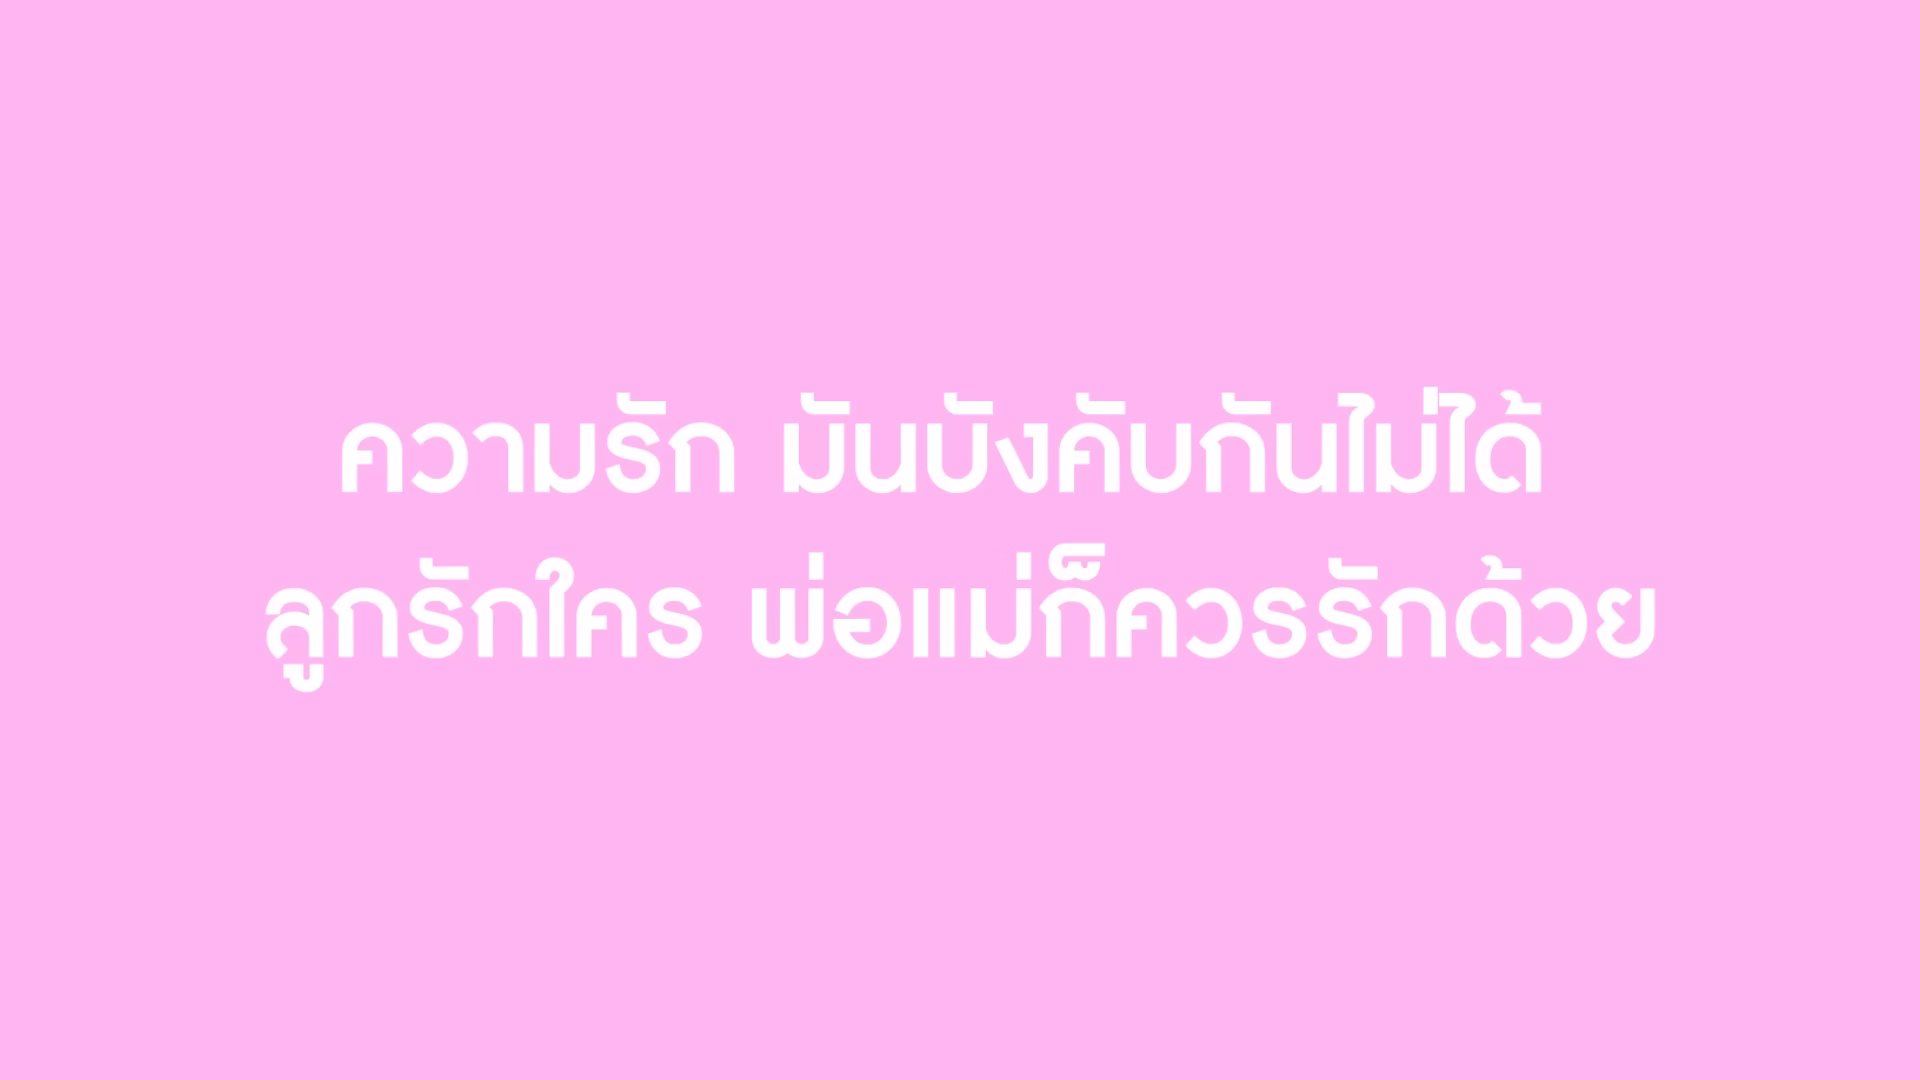 ความรัก มันบังคับกันไม่ได้
ลูกรักใคร พ่อแม่ก็ควรรักด้วย